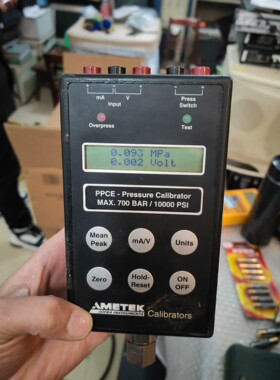 mA V
Input
Press
Switch
Overpress
Test
0.093 MPa
0.002 Volt
PPCE - Pressure Calibrator
MAX. 700 BAR / 10000 PSI
Mean
Peak
mA/V
Units
Zero
Hold-
Reset
ON
OFF
AMETEK
Calibrators